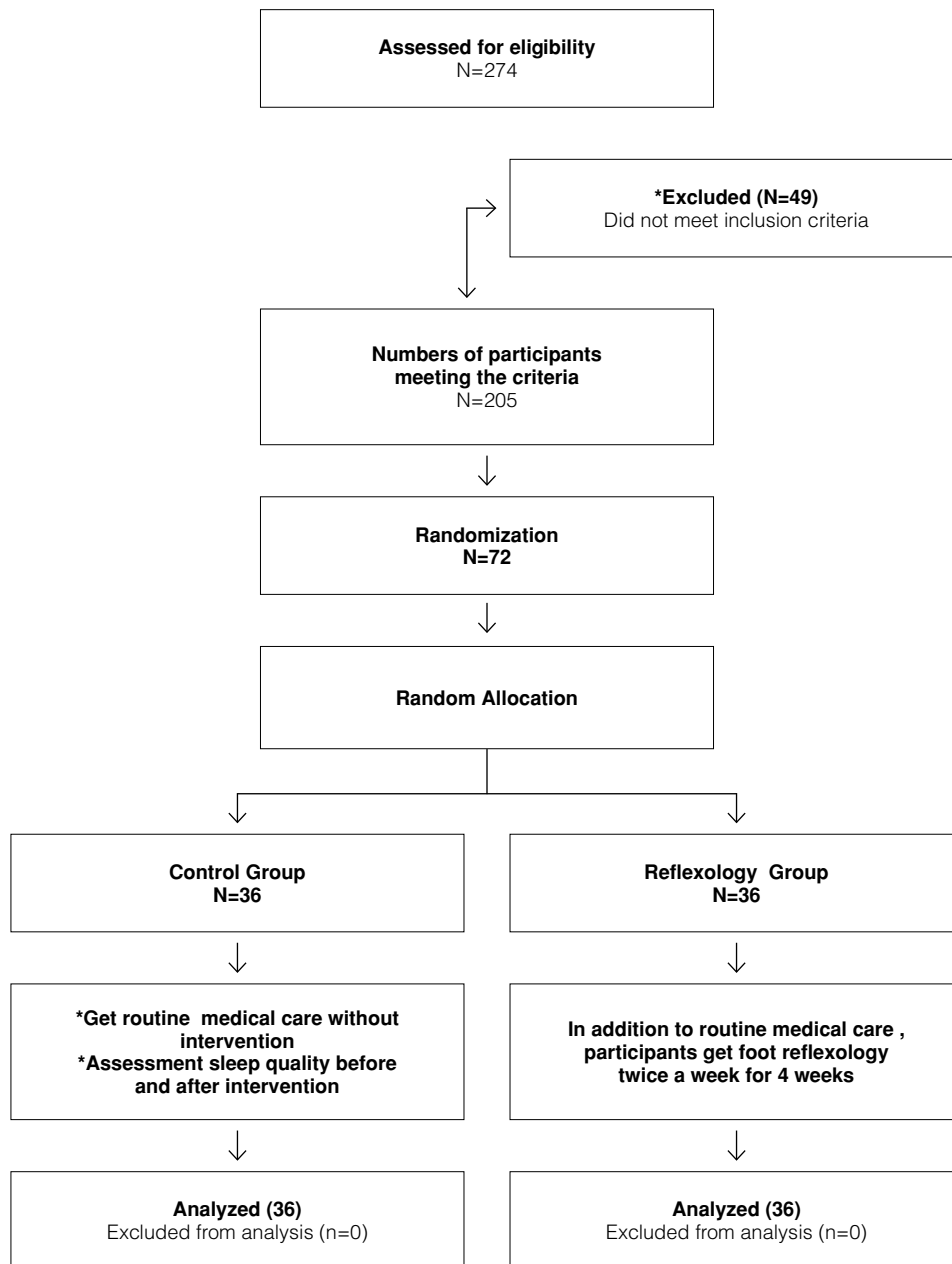 Assessed for eligibility
N=274
*Excluded (N=49)
Did not meet inclusion criteria
Numbers of participants
meeting the criteria
N=205
Randomization
N=72
Random Allocation
Control Group
N=36
Reflexology Group
N=36
*Get routine medical care without
intervention
*Assessment sleep quality before
and after intervention
In addition to routine medical care ,
participants get foot reflexology
twice a week for 4 weeks
Analyzed (36)
Excluded from analysis (n=0)
Analyzed (36)
Excluded from analysis (n=0)